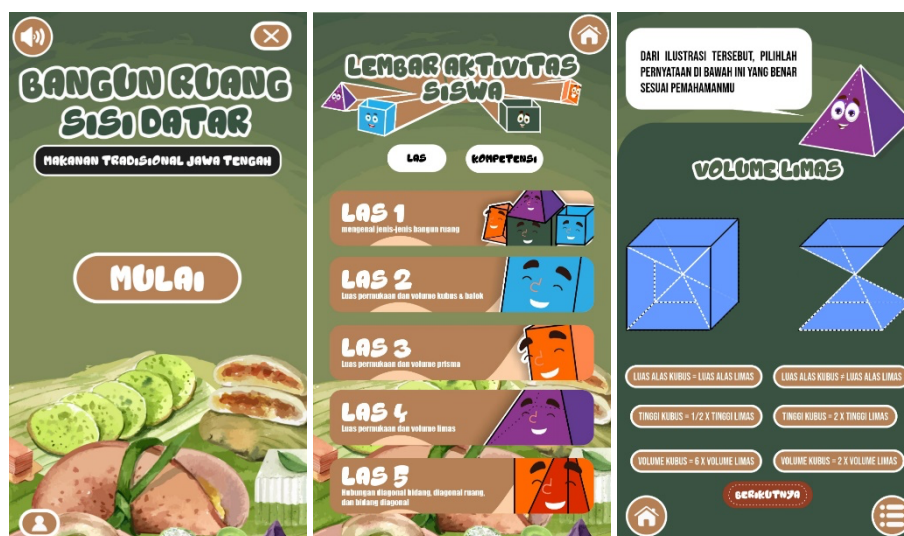 BANGUN RUANG
SISI DATAR
MAKANAN TRADISIONAL JAWA TENGAH
MULAI
LEMBAR AKTIVITAS
SISWA
LAS
KOMPETENSI
LAS 1
mengenal jenis-jenis bangun ruang
LAS 2
Luas permukaan dan volume kubus & balok
LAS 3
Luas permukaan dan volume prisma
LAS 4
Luas permukaan dan volume limas
LAS 5
Hubungan diagonal bidang, diagonal ruang,
dan bidang diagonal
DARI ILUSTRASI TERSEBUT, PILIHLAH
PERNYATAAN DI BAWAH INI YANG BENAR
SESUAI PEMAHAMANMU
VOLUME LIMAS
LUAS ALAS KUBUS = LUAS ALAS LIMAS
LUAS ALAS KUBUS ≠ LUAS ALAS LIMAS
TINGGI KUBUS = 1/2 X TINGGI LIMAS
TINGGI KUBUS = 2 X TINGGI LIMAS
VOLUME KUBUS = 6 X VOLUME LIMAS
VOLUME KUBUS = 2 X VOLUME LIMAS
BERIKUTNYA